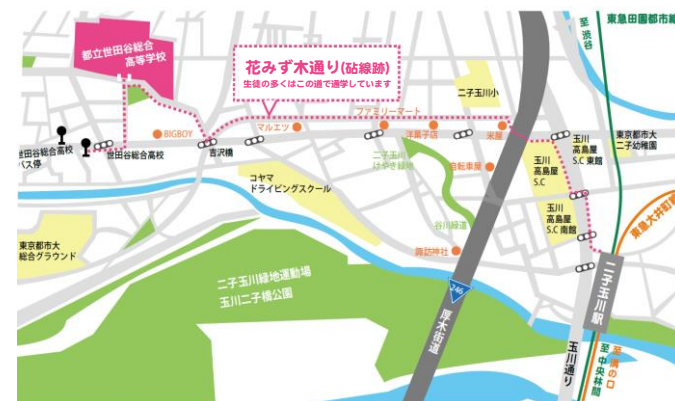 東急田園都市線
至 渋谷
都立世田谷総合
高等学校
花みず木通り(砧線跡)
生徒の多くはこの道で通学しています
二子玉川小
ファミリーマート
マルエツ
洋菓子店
米屋
BIGBOY
世田谷総合高校
バス停
世田谷総合高校
吉沢橋
二子玉川
けやき緑地
自転車屋
玉川
高島屋
S.C
玉川
高島屋
S.C 東館
東京都市大
二子幼稚園
コヤマ
ドライビングスクール
谷川緑道
玉川
高島屋
S.C 南館
東急大井町線
東京都市大
総合グラウンド
諏訪神社
二子玉川緑地運動場
玉川二子橋公園
246
厚木街道
二子玉川駅
玉川通り
至 溝の口
至 中央林間